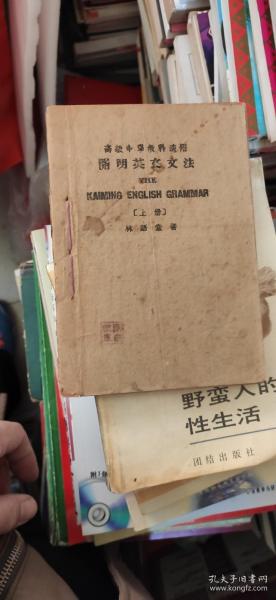 高級中學教科適用
開明英文文法
THE
KAIMING ENGLISH GRAMMAR
[上册]
林語堂著
野蛮人的
性生活
团结出版社
孔夫子旧书网